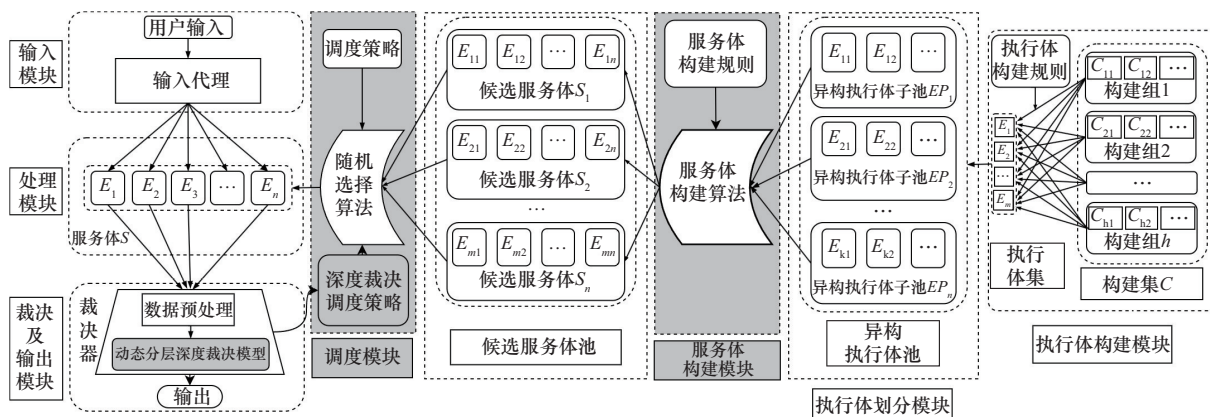 用户输入
输入
模块
输入代理
处理
模块
E1 E2 E3 … En
服务体S
裁决
及
输出
模块
裁
决
器
数据预处理
动态分层深度裁决模型
输出
调度策略
随机
选择
算法
深度裁决
调度策略
调度模块
E11 E12 … E1n
候选服务体S1
E21 E22 … E2n
候选服务体S2
…
Em1 Em2 … Emn
候选服务体Sn
候选服务体池
服务体
构建规则
服务体
构建算法
服务体
构建模块
E11 E12 …
异构执行体子池EP1
E21 E22 …
异构执行体子池EP2
…
Ek1 Ek2 …
异构执行体子池EPn
异构
执行体池
执行体划分模块
执行体
构建规则
E1
E2
…
Em
执行
体集
C11 C12 …
构建组1
C21 C22 …
构建组2
…
Ch1 Ch2 …
构建组h
构建集C
执行体构建模块